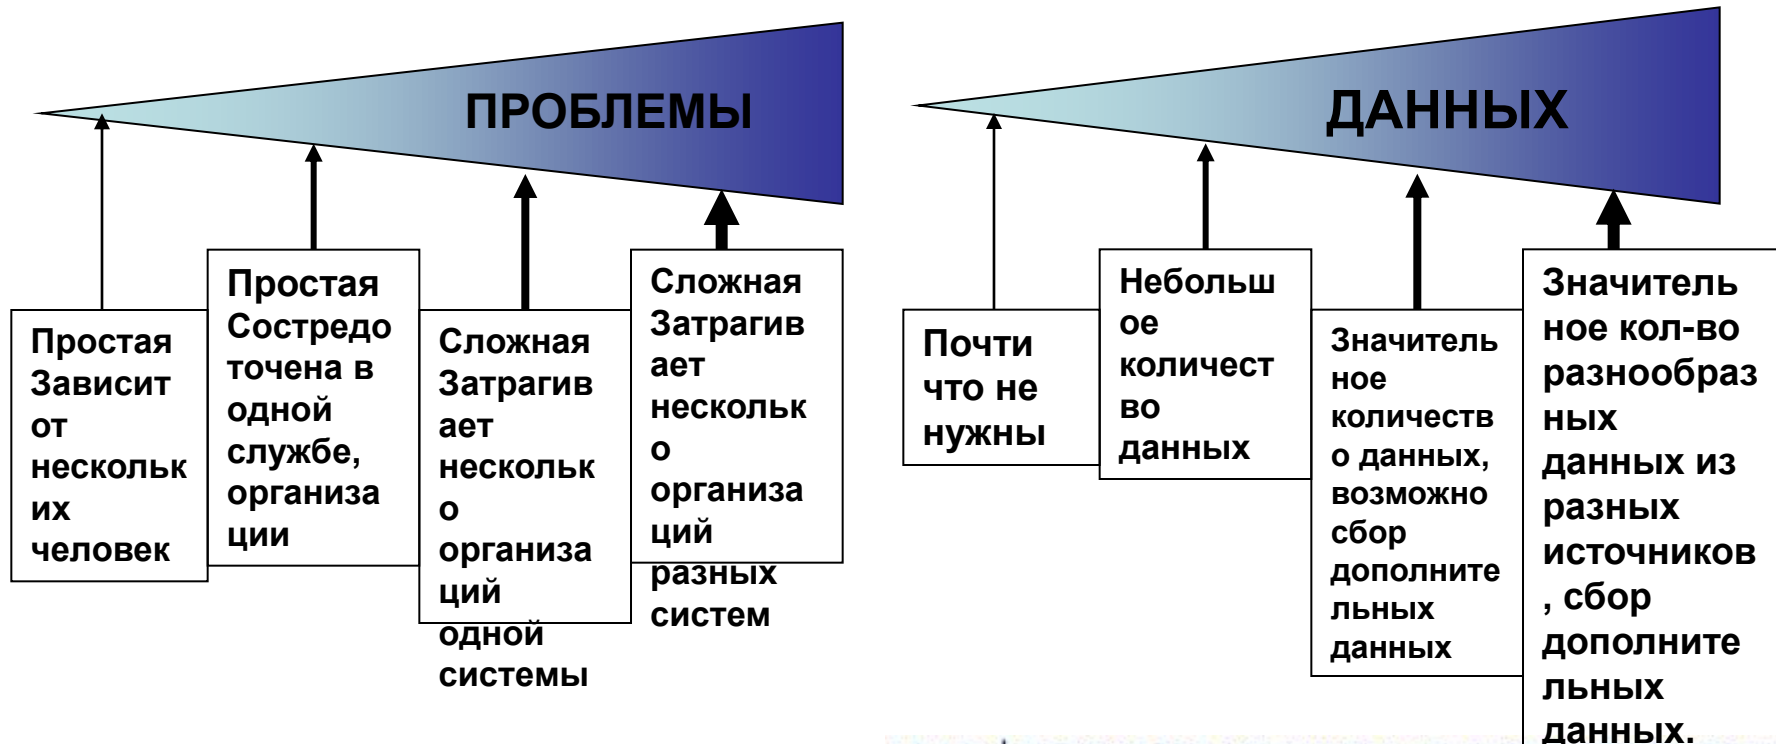 ПРОБЛЕМЫ
Простая
Зависит
от
нескольк
их
человек
Простая
Состредо
точена в
одной
службе,
организа
ции
Сложная
Затрагив
ает
нескольк
о
организа
ций
одной
системы
Сложная
Затрагив
ает
нескольк
о
организа
ций
разных
систем
ДАННЫХ
Почти
что не
нужны
Небольш
ое
количест
во
данных
Значитель
ное
количеств
о данных,
возможно
сбор
дополните
льных
данных
Значитель
ное кол-во
разнообраз
ных
данных из
разных
источников
, сбор
дополните
льных
данных.